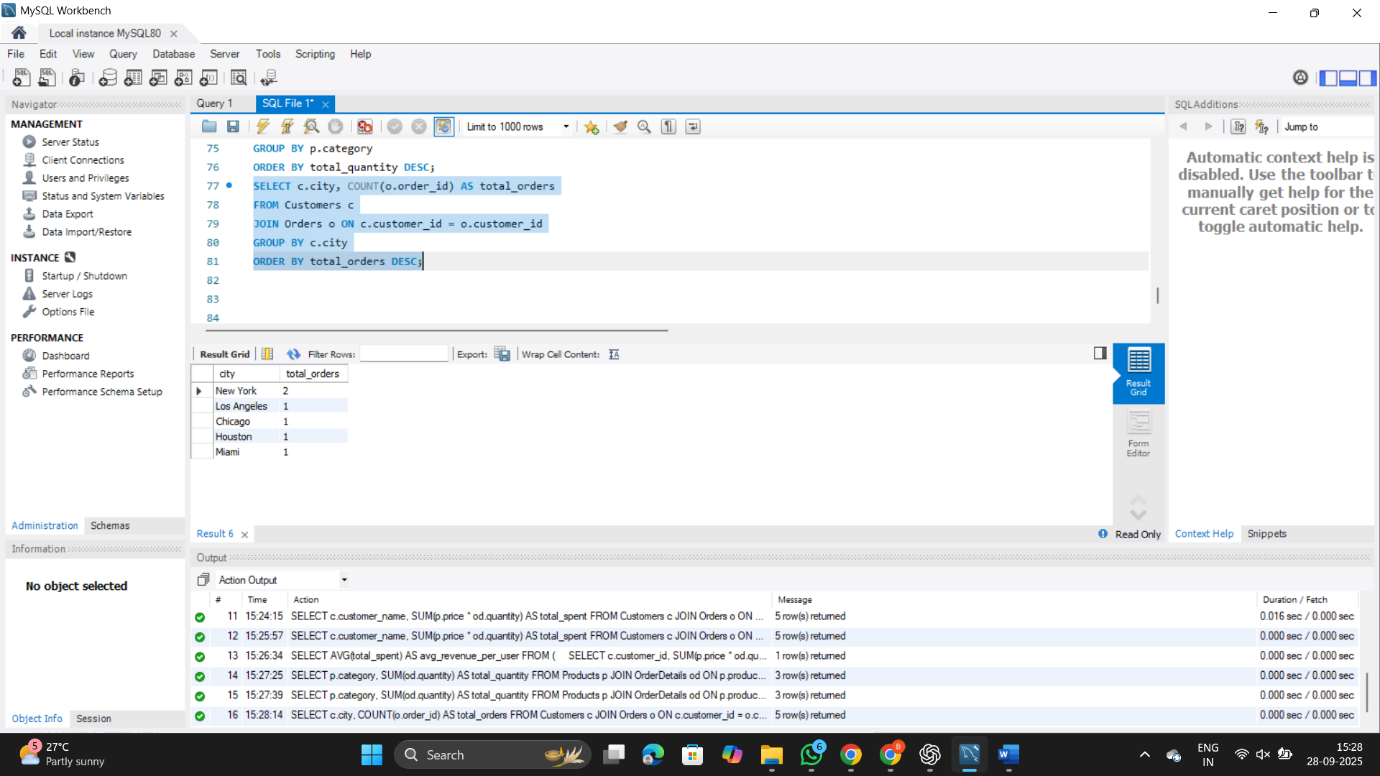 MySQL Workbench
Local instance MySQL80
File Edit View Query Database Server Tools Scripting Help
Navigator
MANAGEMENT
Server Status
Client Connections
Users and Privileges
Status and System Variables
Data Export
Data Import/Restore
INSTANCE
Startup / Shutdown
Server Logs
Options File
PERFORMANCE
Dashboard
Performance Reports
Performance Schema Setup
Administration Schemas
Information
No object selected
Object Info Session
Query 1 SQL File 1*
Limit to 1000 rows
75 GROUP BY p.category
76 ORDER BY total_quantity DESC;
77 SELECT c.city, COUNT(o.order_id) AS total_orders
78 FROM Customers c
79 JOIN Orders o ON c.customer_id = o.customer_id
80 GROUP BY c.city
81 ORDER BY total_orders DESC;
82
83
84
Result Grid Filter Rows: Export: Wrap Cell Content:
city total_orders
New York 2
Los Angeles 1
Chicago 1
Houston 1
Miami 1
Result Grid
Form Editor
Result 6 Read Only
SQLAdditions
Jump to
Automatic context help is
disabled. Use the toolbar t
manually get help for the
current caret position or to
toggle automatic help.
Context Help Snippets
Output
Action Output
# Time Action Message Duration / Fetch
11 15:24:15 SELECT c.customer_name, SUM(p.price * od.quantity) AS total_spent FROM Customers c JOIN Orders o ON ... 5 row(s) returned 0.016 sec / 0.000 sec
12 15:25:57 SELECT c.customer_name, SUM(p.price * od.quantity) AS total_spent FROM Customers c JOIN Orders o ON ... 5 row(s) returned 0.000 sec / 0.000 sec
13 15:26:34 SELECT AVG(total_spent) AS avg_revenue_per_user FROM ( SELECT c.customer_id, SUM(p.price * od.qu... 1 row(s) returned 0.000 sec / 0.000 sec
14 15:27:25 SELECT p.category, SUM(od.quantity) AS total_quantity FROM Products p JOIN OrderDetails od ON p.produc... 3 row(s) returned 0.000 sec / 0.000 sec
15 15:27:39 SELECT p.category, SUM(od.quantity) AS total_quantity FROM Products p JOIN OrderDetails od ON p.produc... 3 row(s) returned 0.000 sec / 0.000 sec
16 15:28:14 SELECT c.city, COUNT(o.order_id) AS total_orders FROM Customers c JOIN Orders o ON c.customer_id = o.c... 5 row(s) returned 0.000 sec / 0.000 sec
5 27°C
Partly sunny
Search
6
8
ENG
IN
15:28
28-09-2025